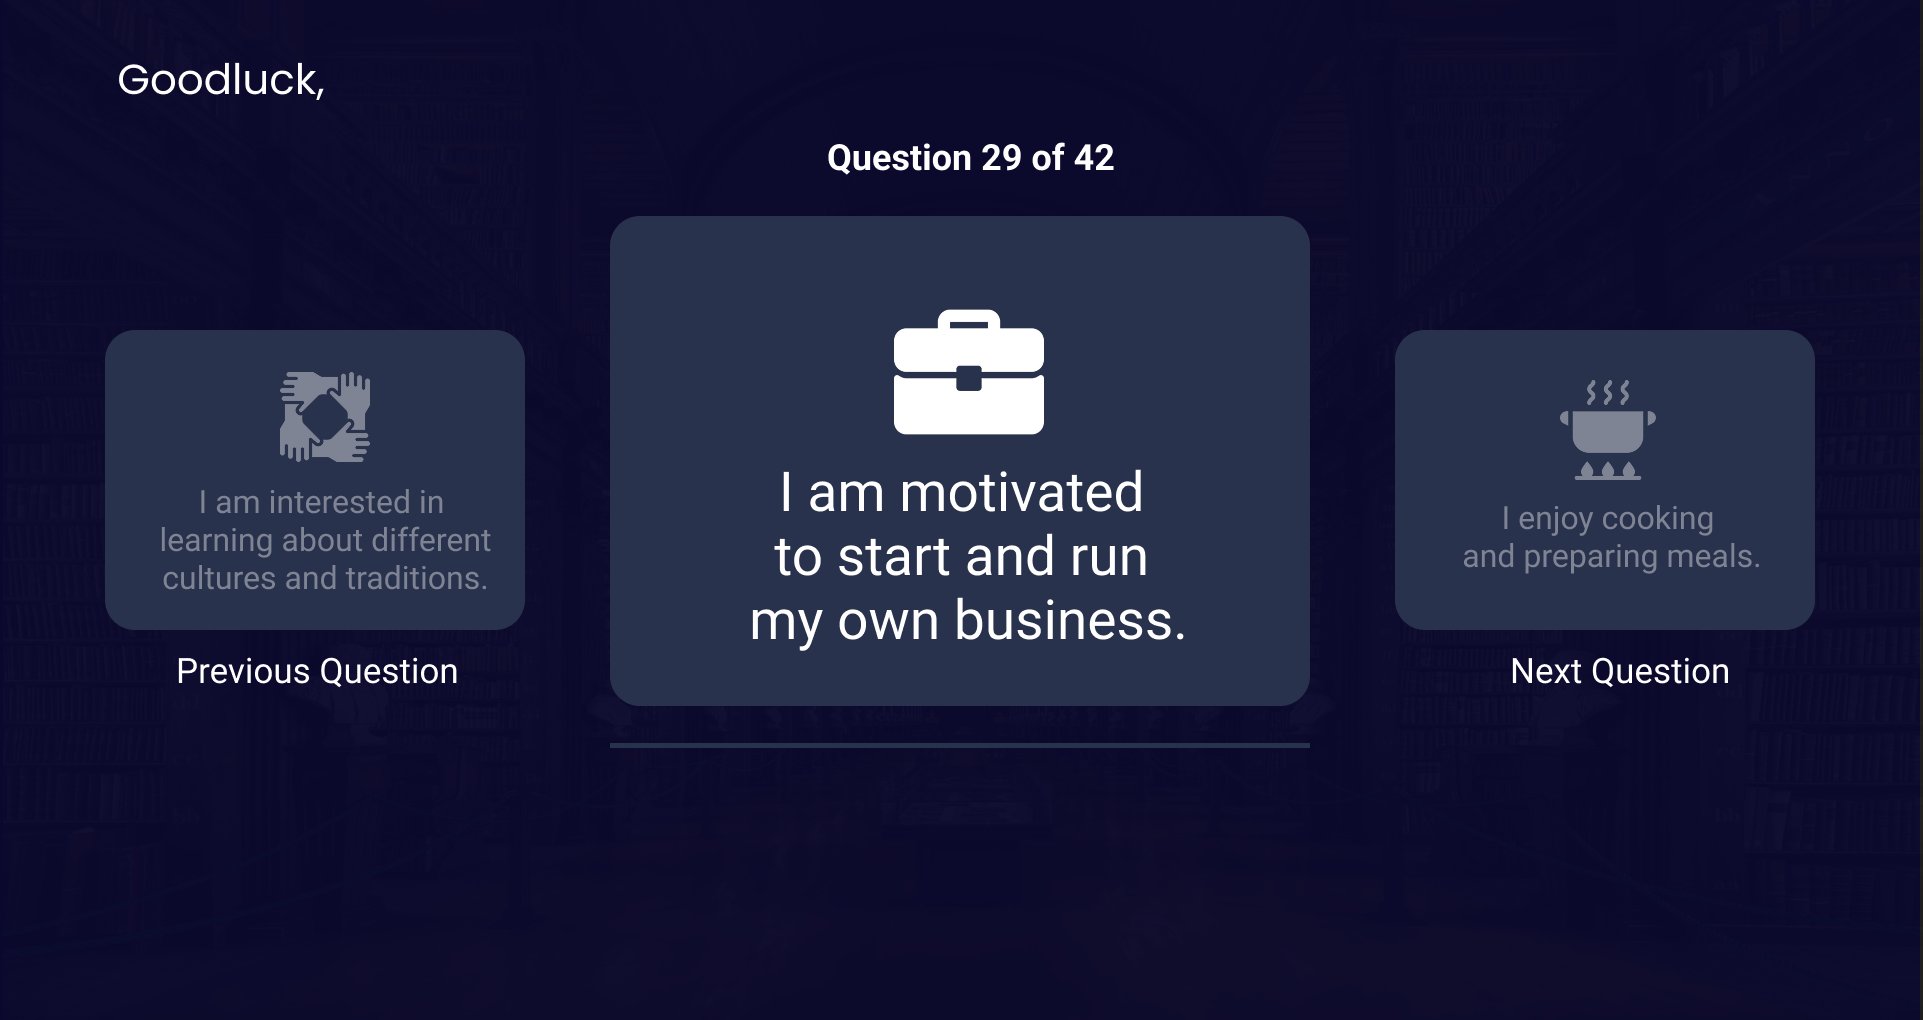 Goodluck,
Question 29 of 42
I am interested in
learning about different
cultures and traditions.
Previous Question
I am motivated
to start and run
my own business.
I enjoy cooking
and preparing meals.
Next Question